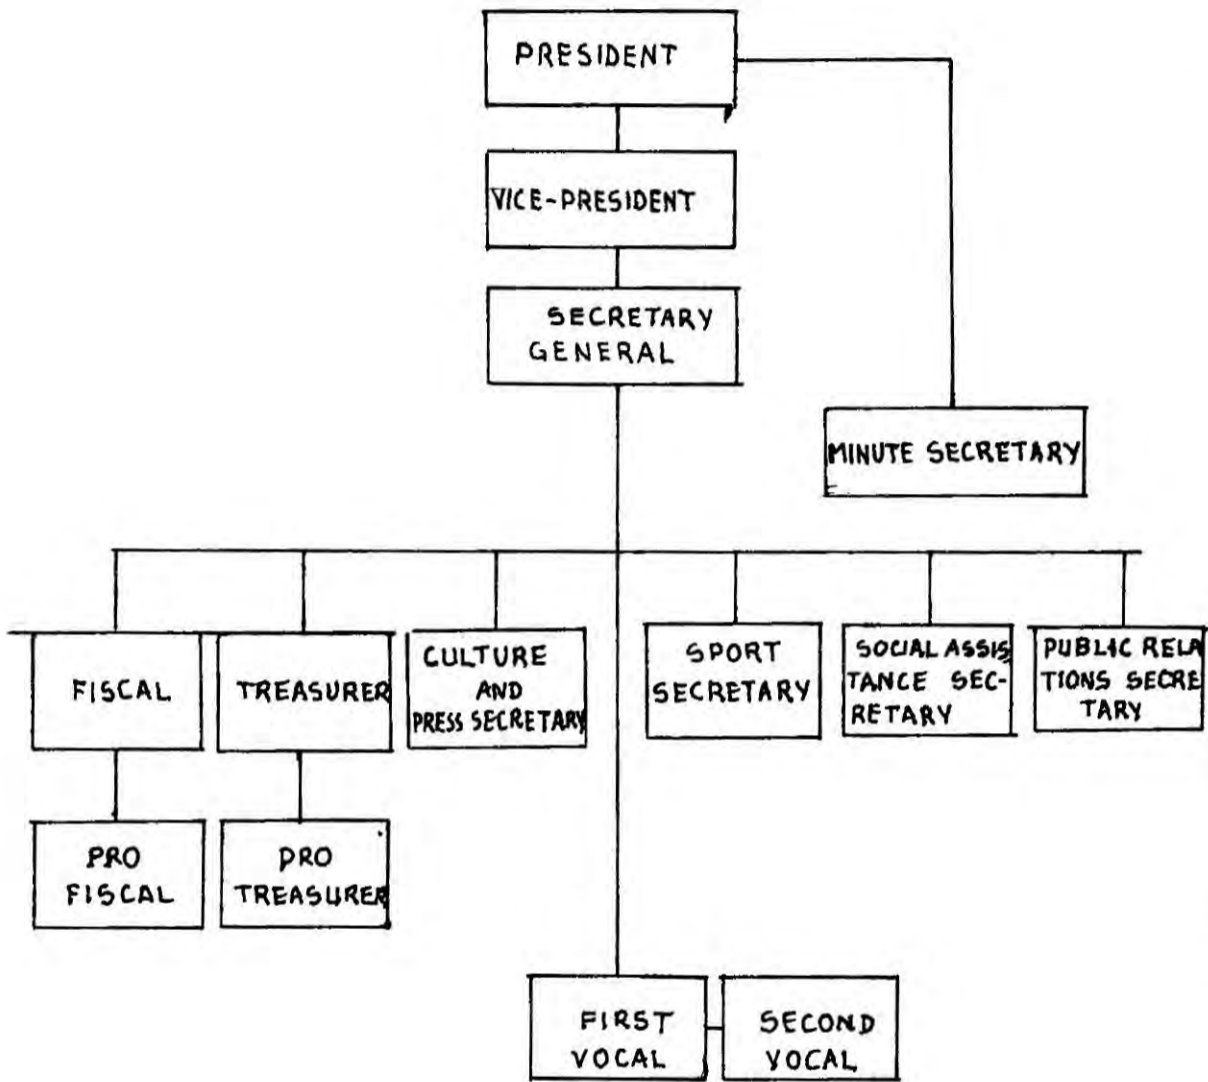 PRESIDENT
VICE-PRESIDENT
SECRETARY
GENERAL
MINUTE SECRETARY
FISCAL
TREASURER
CULTURE
AND
PRESS SECRETARY
SPORT
SECRETARY
SOCIAL ASSIS
TANCE SEC-
RETARY
PUBLIC RELA
TIONS SECRE
TARY
PRO
FISCAL
PRO
TREASURER
FIRST
VOCAL
SECOND
VOCAL